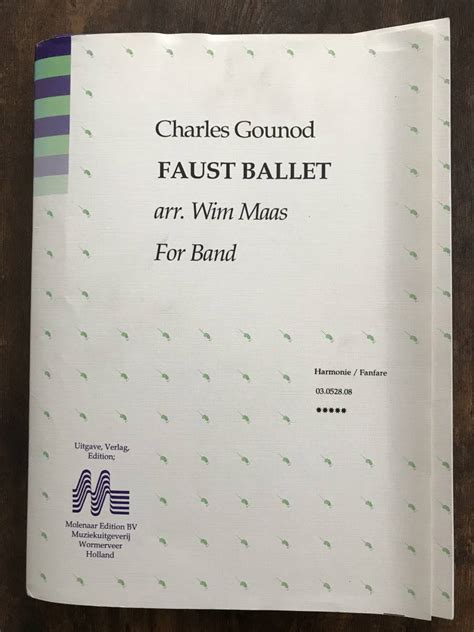 Charles Gounod
FAUST BALLET
arr. Wim Maas
For Band
Harmonie / Fanfare
03.0528.08
*****
Uitgave, Verlag,
Edition;
Molenaar Edition BV
Muziekuitgeverij
Wormerveer
Holland